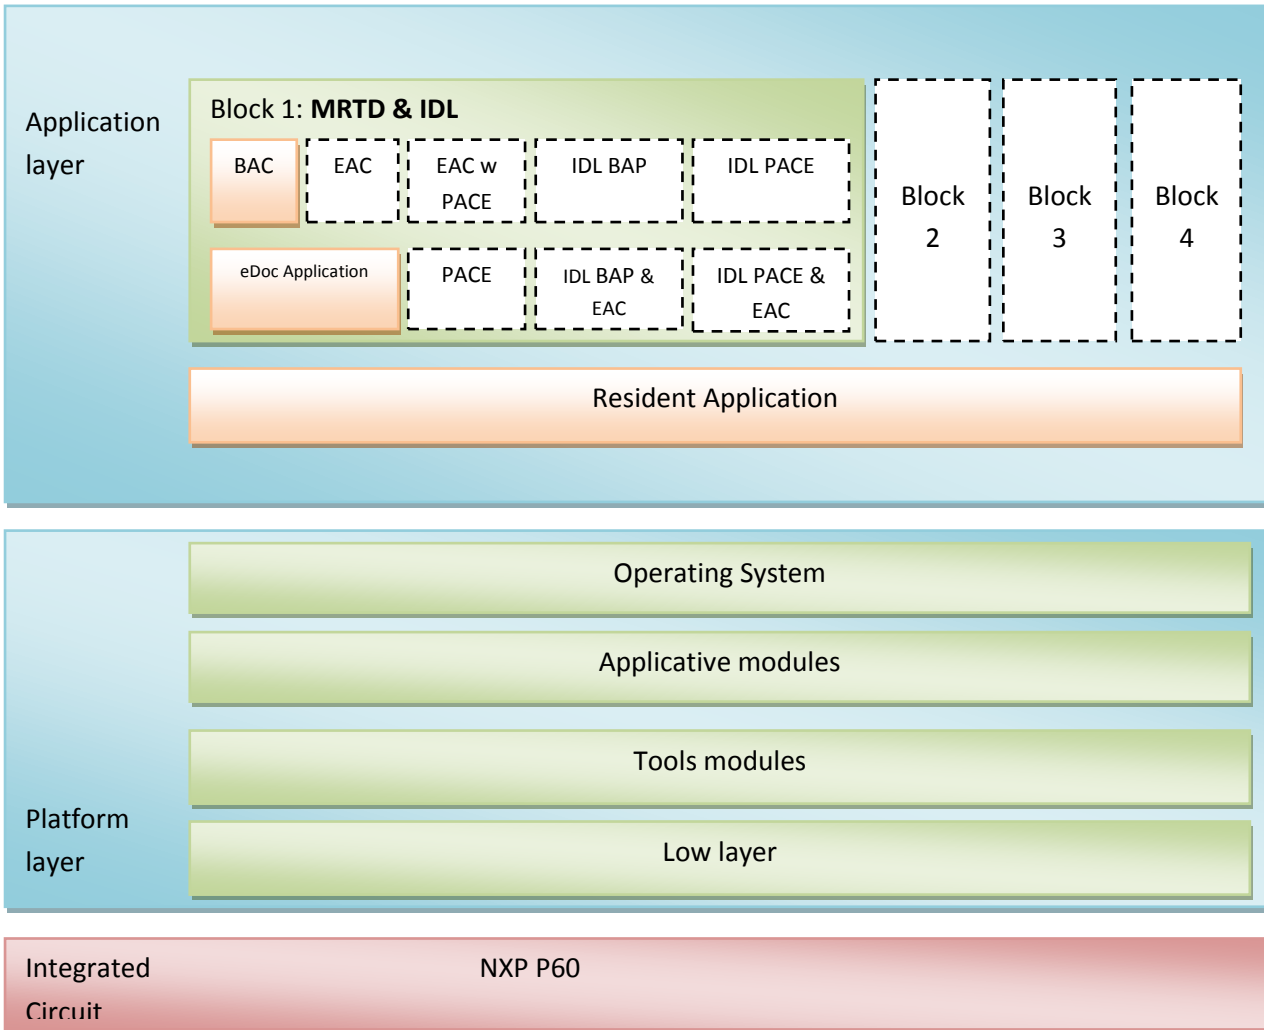 Application
layer
Block 1: MRTD & IDL
BAC
EAC
EAC w
PACE
IDL BAP
IDL PACE
eDoc Application
PACE
IDL BAP &
EAC
IDL PACE &
EAC
Block
2
Block
3
Block
4
Resident Application
Operating System
Applicative modules
Tools modules
Low layer
Platform
layer
Integrated
Circuit
NXP P60